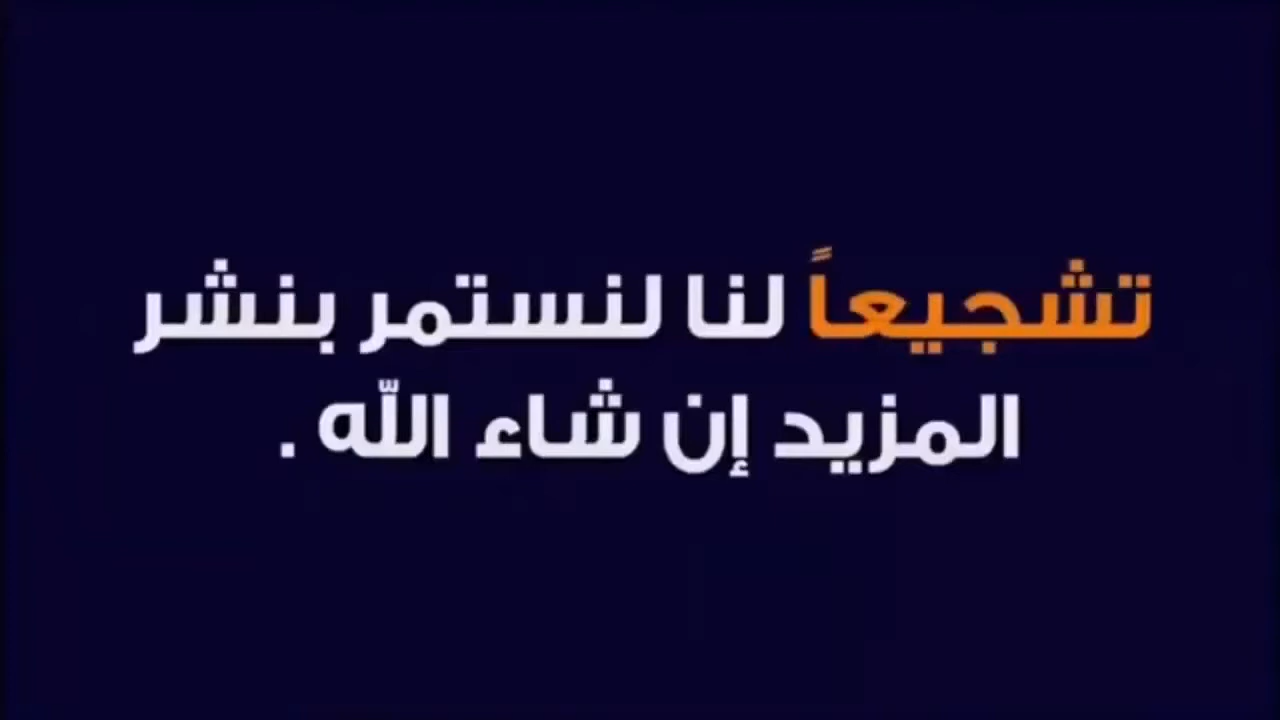 تشجيعاً لنا لنستمر بنشر
المزيد إن شاء الله .